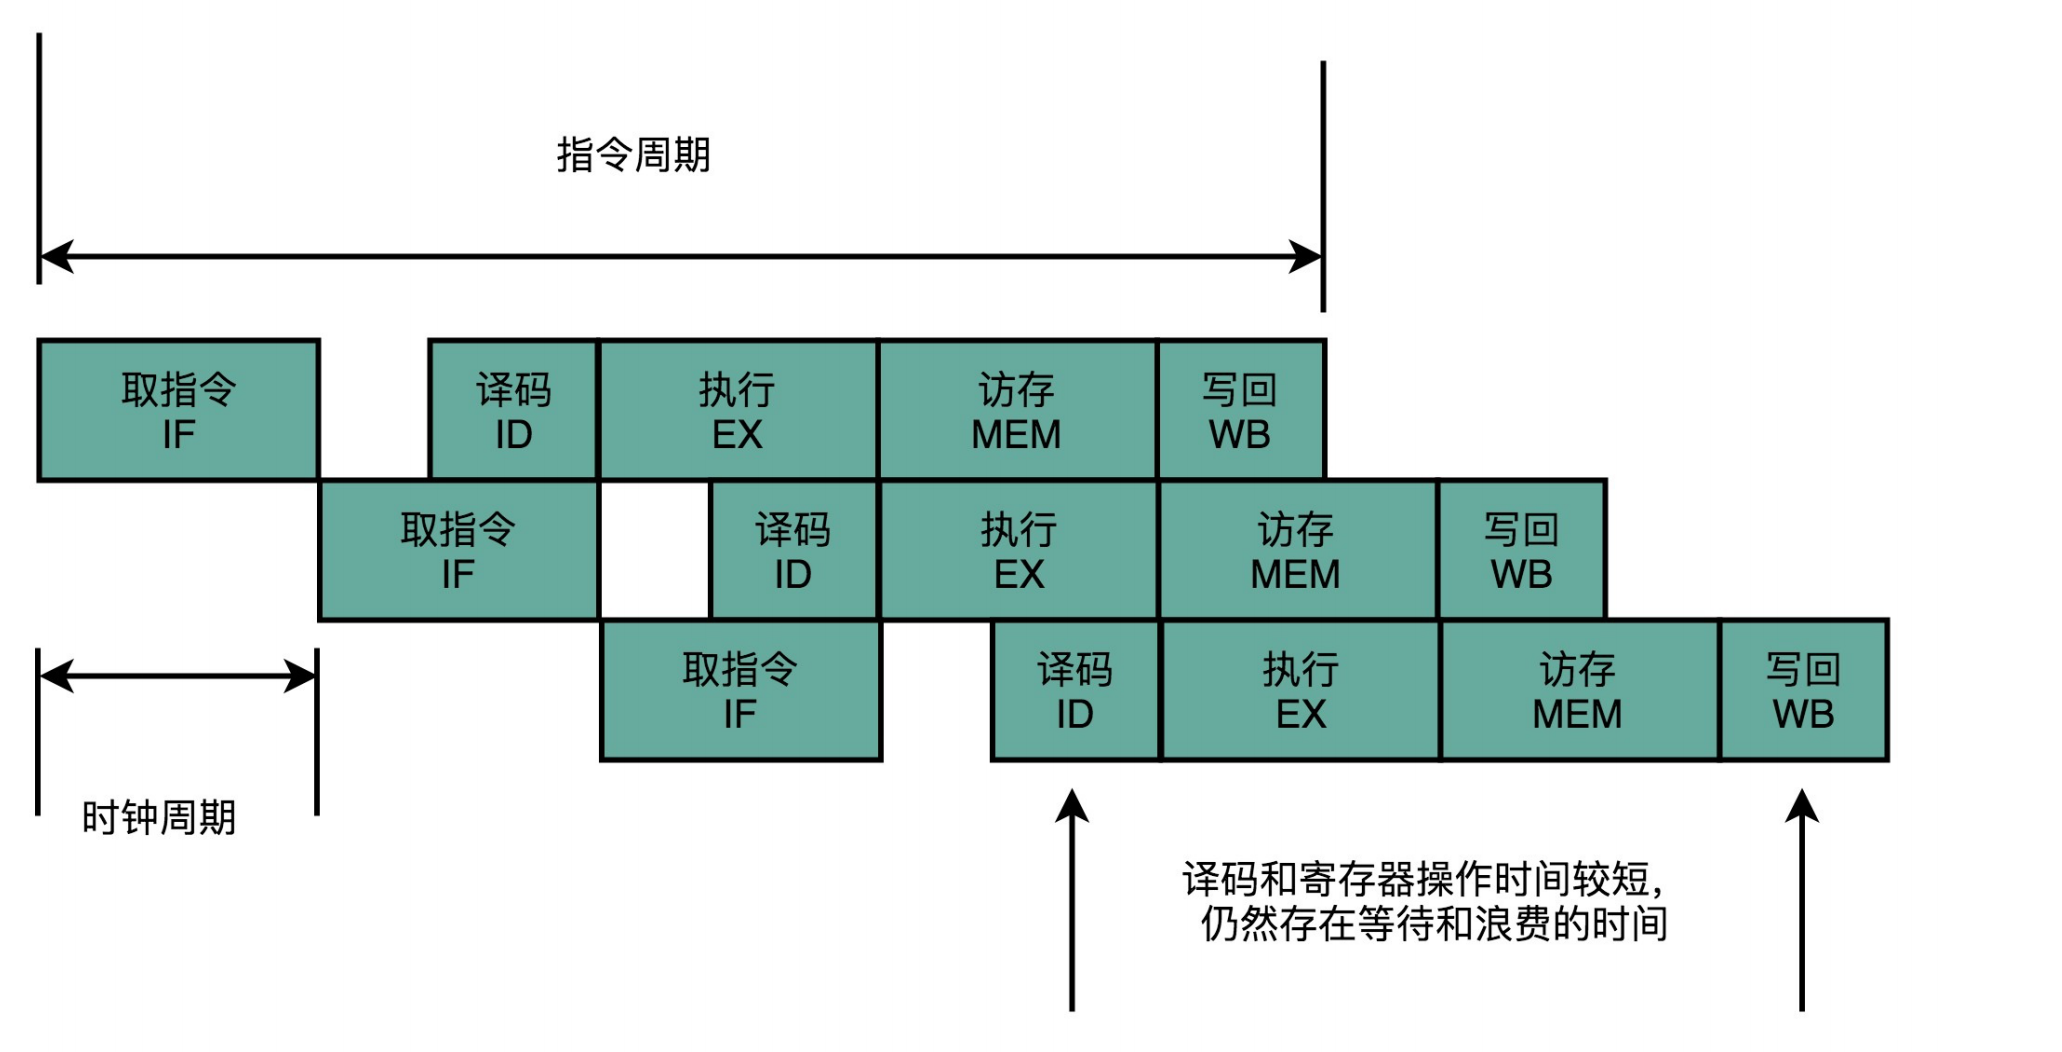 指令周期
取指令
IF
译码
ID
执行
EX
访存
MEM
写回
WB
取指令
IF
译码
ID
执行
EX
访存
MEM
写回
WB
取指令
IF
译码
ID
执行
EX
访存
MEM
写回
WB
时钟周期
译码和寄存器操作时间较短，
仍然存在等待和浪费的时间